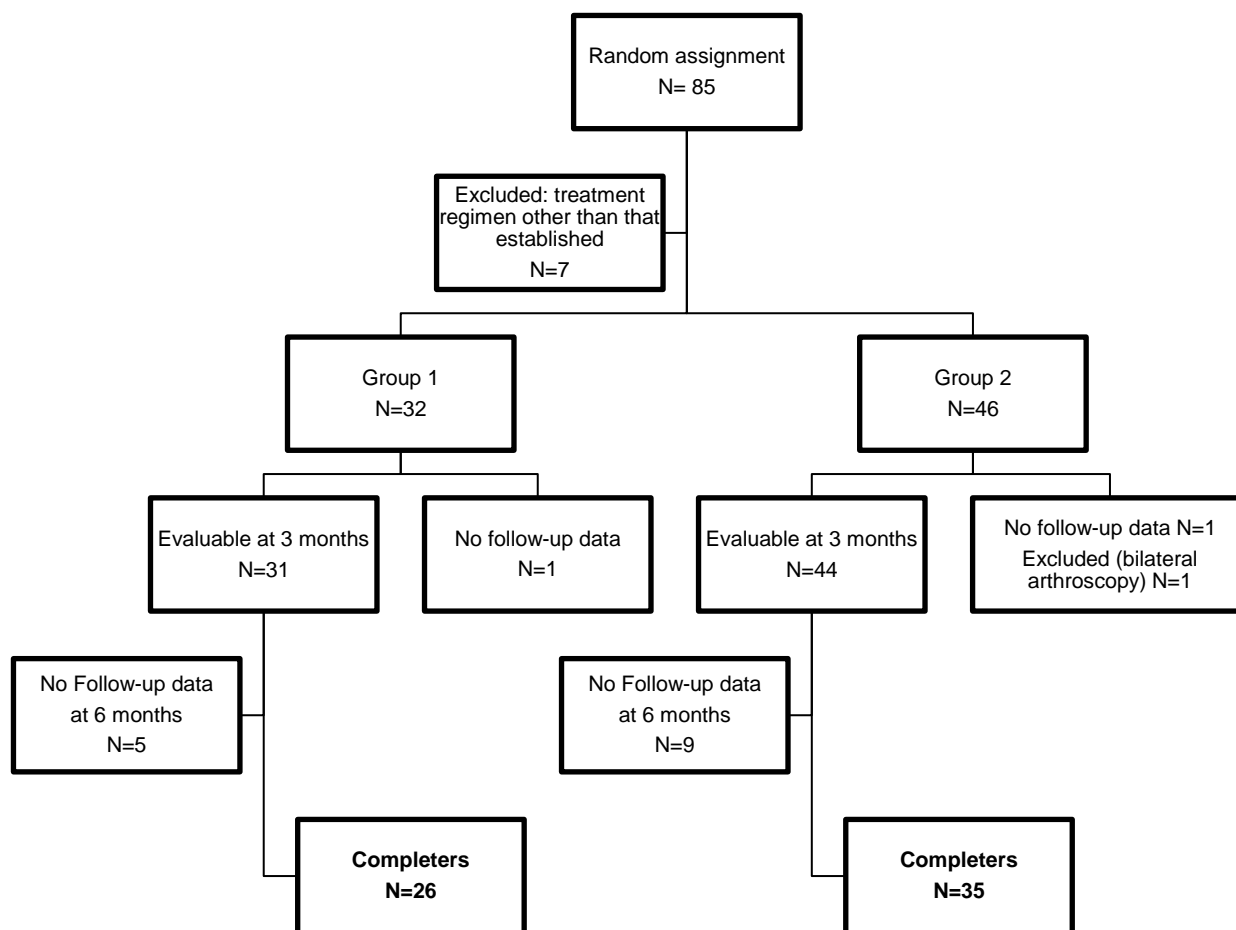 Random assignment
N= 85
Excluded: treatment
regimen other than that
established
N=7
Group 1
N=32
Group 2
N=46
Evaluable at 3 months
N=31
No follow-up data
N=1
Evaluable at 3 months
N=44
No follow-up data N=1
Excluded (bilateral
arthroscopy) N=1
No Follow-up data
at 6 months
N=5
No Follow-up data
at 6 months
N=9
Completers
N=26
Completers
N=35